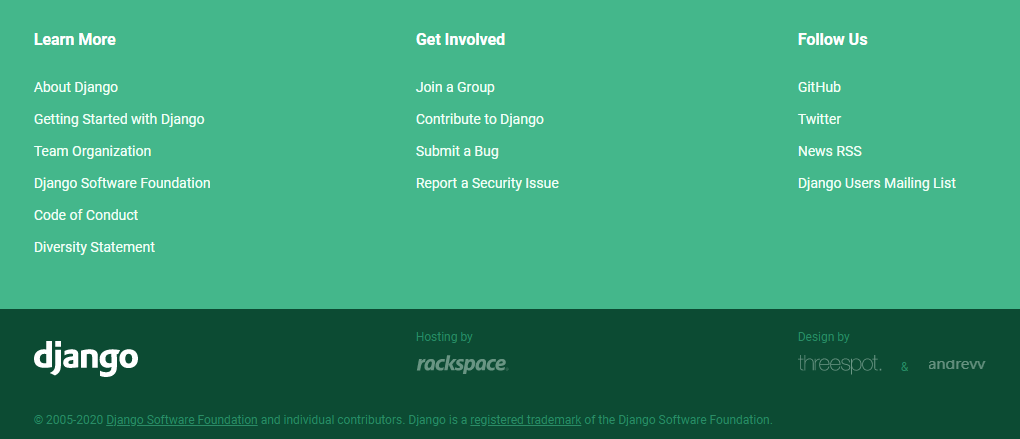 Learn More
About Django
Getting Started with Django
Team Organization
Django Software Foundation
Code of Conduct
Diversity Statement
Get Involved
Join a Group
Contribute to Django
Submit a Bug
Report a Security Issue
Follow Us
GitHub
Twitter
News RSS
Django Users Mailing List
django
Hosting by
rackspace.
Design by
threespot. & andrevv
© 2005-2020 Django Software Foundation and individual contributors. Django is a registered trademark of the Django Software Foundation.